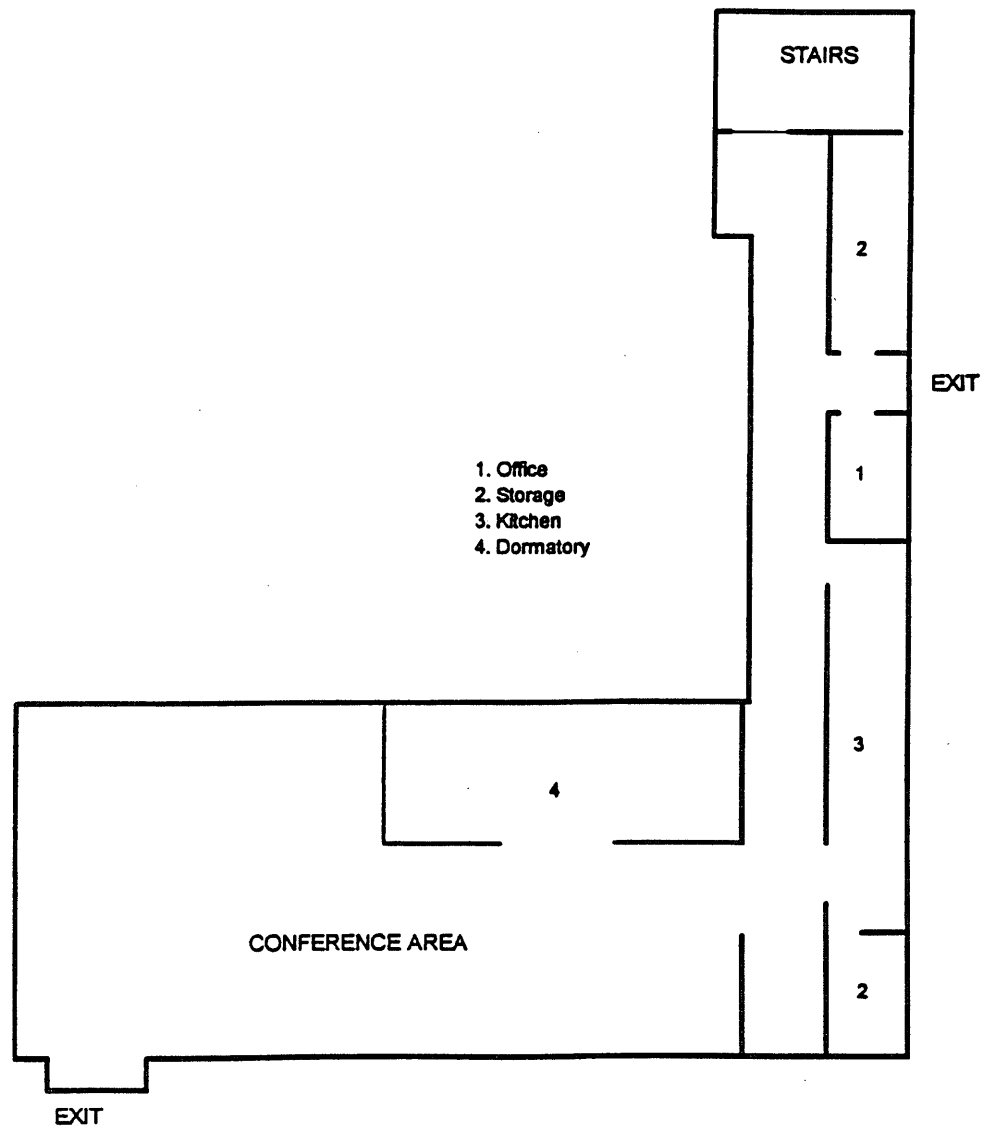 STAIRS
2
EXIT
1
1. Office
2. Storage
3. Kitchen
4. Dormatory
3
4
CONFERENCE AREA
2
EXIT